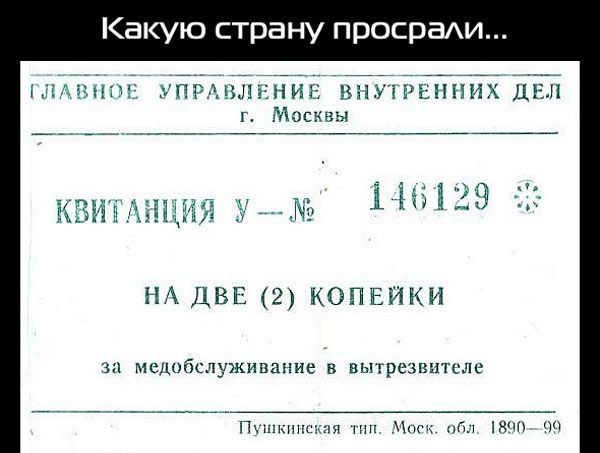 Какую страну просрали...
ГЛАВНОЕ УПРАВЛЕНИЕ ВНУТРЕННИХ ДЕЛ
г. Москвы
КВИТАНЦИЯ У — № 146129
НА ДВЕ (2) КОПЕЙКИ
за медобслуживание в вытрезвителе
Пушкинская тип. Моск. обл. 1890—99